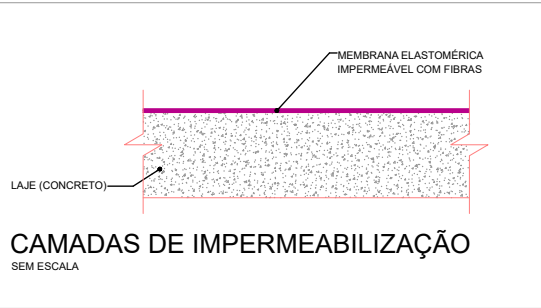 MEMBRANA ELASTOMÉRICA
IMPERMEÁVEL COM FIBRAS
LAJE (CONCRETO)
CAMADAS DE IMPERMEABILIZAÇÃO
SEM ESCALA